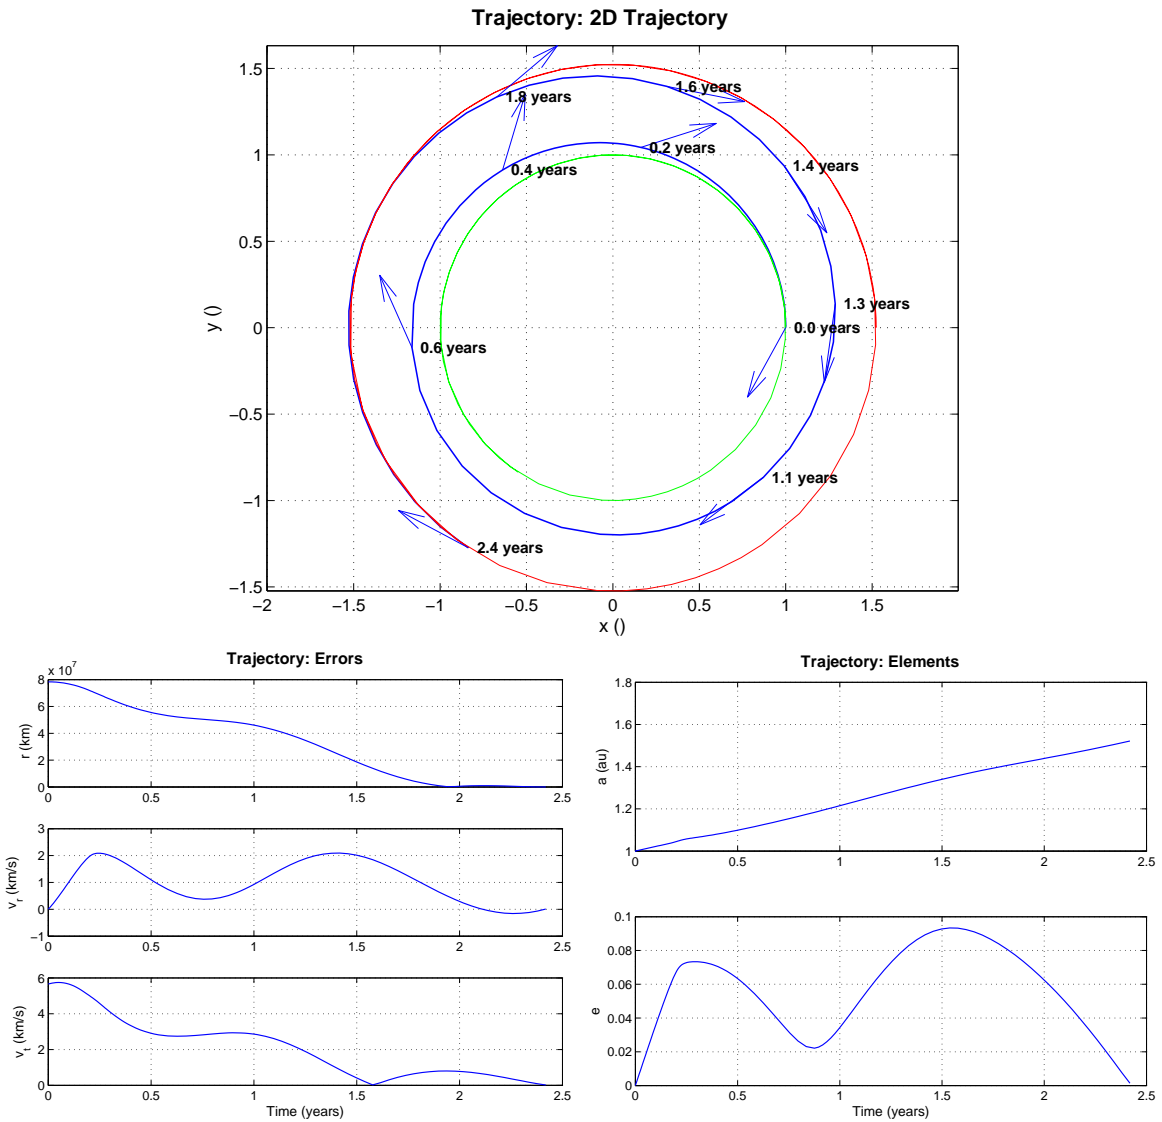 Trajectory: 2D Trajectory
1.5
1
0.5
0
−0.5
−1
−1.5
y ()
1.8 years
1.6 years
0.2 years
0.4 years
1.4 years
1.3 years
0.0 years
0.6 years
1.1 years
2.4 years
−2 −1.5 −1 −0.5 0 0.5 1 1.5
x ()
Trajectory: Errors
x 10^7
8
6
4
2
0
r (km)
0 0.5 1 1.5 2 2.5
3
2
1
0
−1
v_r (km/s)
0 0.5 1 1.5 2 2.5
6
4
2
0
v_t (km/s)
0 0.5 1 1.5 2 2.5
Time (years)
Trajectory: Elements
1.8
1.6
1.4
1.2
1
a (au)
0 0.5 1 1.5 2 2.5
0.1
0.08
0.06
0.04
0.02
0
e
0 0.5 1 1.5 2 2.5
Time (years)